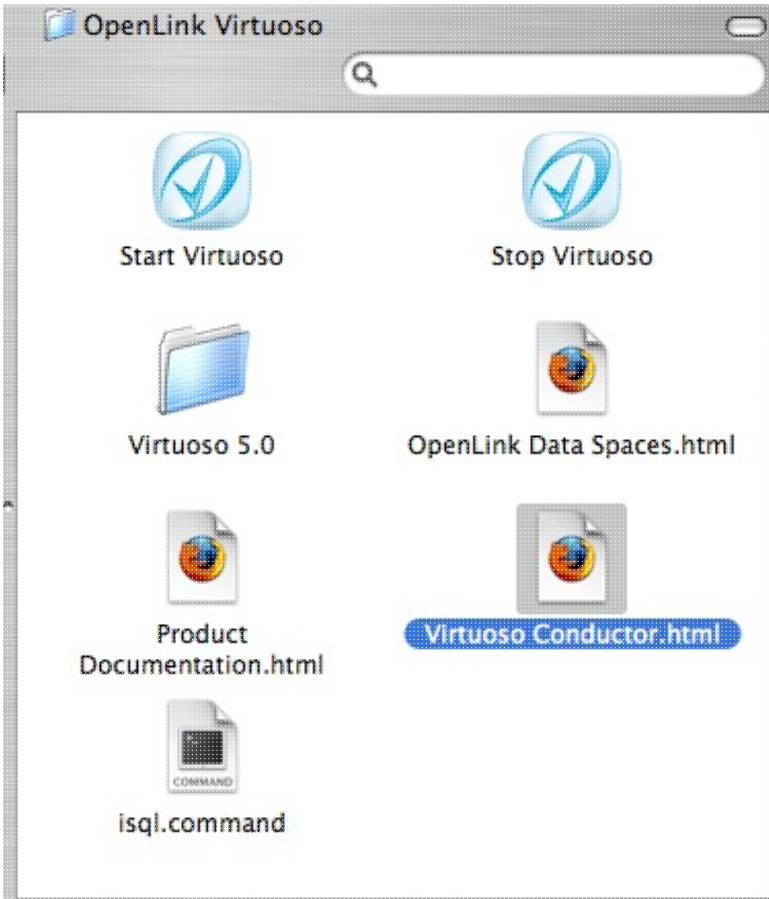 OpenLink Virtuoso
Start Virtuoso
Stop Virtuoso
Virtuoso 5.0
OpenLink Data Spaces.html
Product
Documentation.html
Virtuoso Conductor.html
COMMAND
isql.command